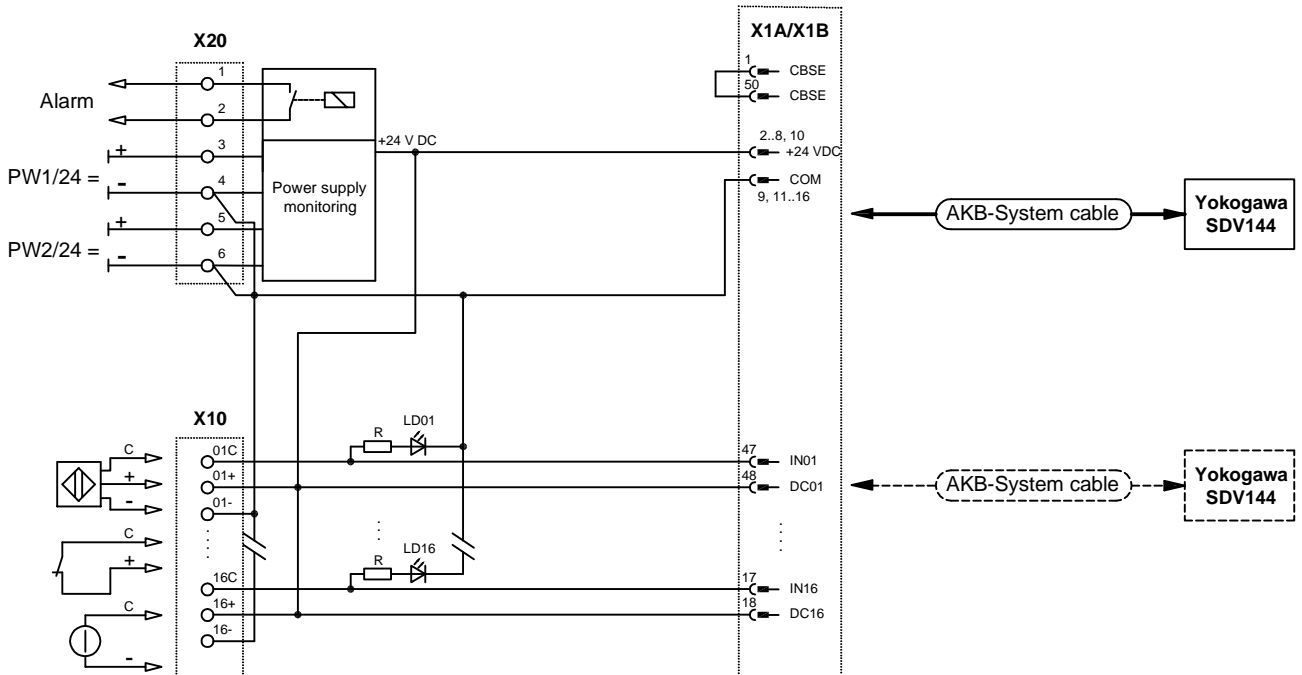 X20
X1A/X1B
Alarm
1
2
+
3
PW1/24 =
-
4
+
5
PW2/24 =
-
6
+24 V DC
Power supply
monitoring
1
CBSE
50
CBSE
2..8, 10
+24 VDC
COM
9, 11..16
AKB-System cable
Yokogawa
SDV144
X10
C
+
-
01C
01+
01-
R
LD01
47
IN01
48
DC01
AKB-System cable
Yokogawa
SDV144
C
+
R
LD16
C
-
16C
16+
16-
17
IN16
18
DC16